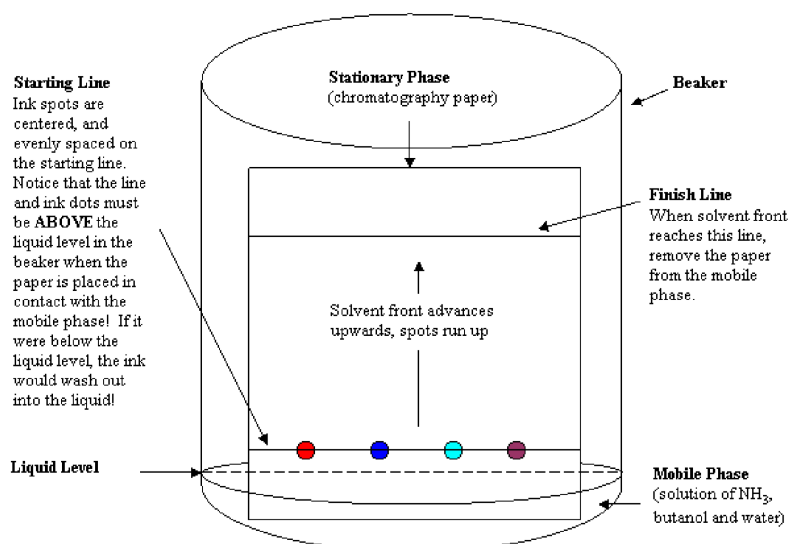 Starting Line
Ink spots are
centered, and
evenly spaced on
the starting line.
Notice that the line
and ink dots must
be ABOVE the
liquid level in the
beaker when the
paper is placed in
contact with the
mobile phase! If it
were below the
liquid level, the ink
would wash out
into the liquid!
Liquid Level
Stationary Phase
(chromatography paper)
Solvent front advances
upwards, spots run up
Beaker
Finish Line
When solvent front
reaches this line,
remove the paper
from the mobile
phase.
Mobile Phase
(solution of NH3,
butanol and water)